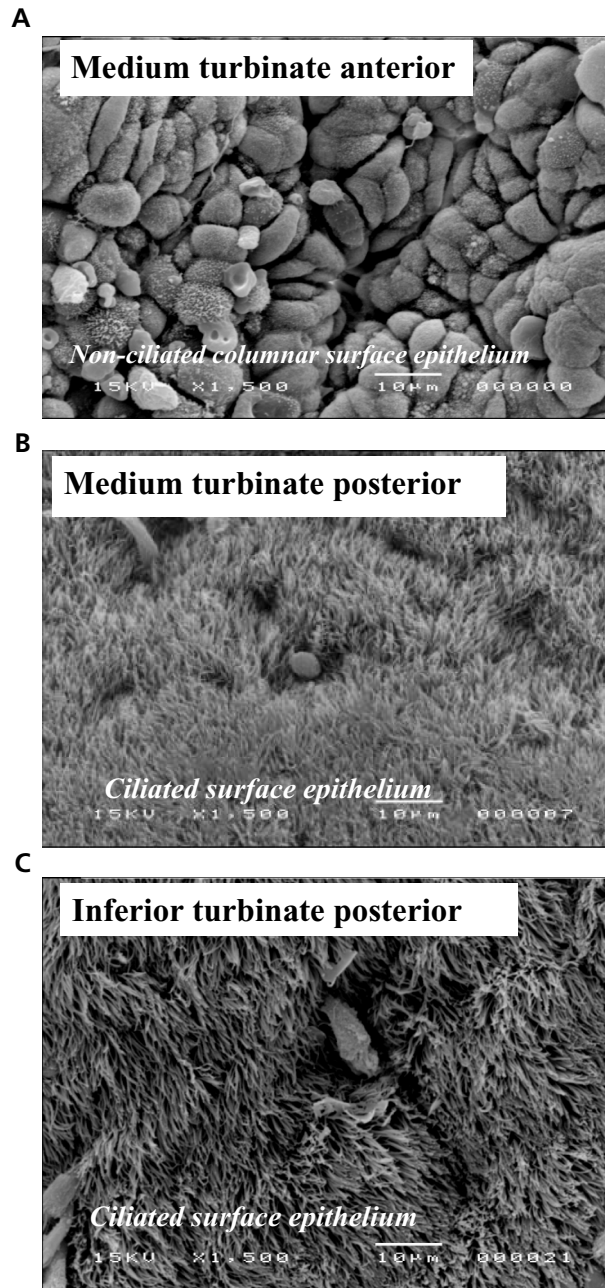 A
Medium turbinate anterior
Non-ciliated columnar surface epithelium
15KV X1,500 10µm 000000
B
Medium turbinate posterior
Ciliated surface epithelium
15KV X1,500 10µm 000007
C
Inferior turbinate posterior
Ciliated surface epithelium
15KV X1,500 10µm 000021